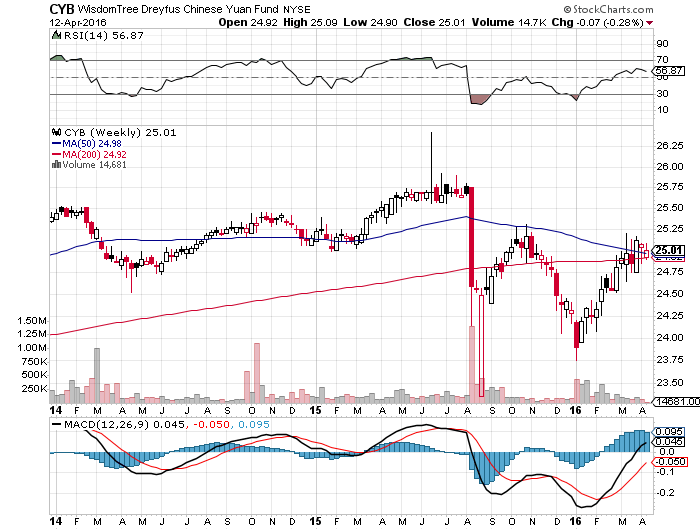 CYB WisdomTree Dreyfus Chinese Yuan Fund NYSE © StockCharts.com
12-Apr-2016 Open 24.92 High 25.09 Low 24.90 Close 25.01 Volume 14.7K Chg -0.07 (-0.28%)
RSI(14) 56.87
90
70
56.87
50
30
10
CYB (Weekly) 25.01
MA(50) 24.98
MA(200) 24.92
Volume 14,681
26.25
26.00
25.75
25.50
25.25
25.01
24.75
24.50
24.25
24.00
23.75
23.50
1.50M
1.25M
1.00M
750K
500K
250K
14681.00
14 F M A M J J A S O N D 15 F M A M J J A S O N D 16 F M A
MACD(12,26,9) 0.045, -0.050, 0.095
0.095
0.045
0.0
-0.050
-0.1
-0.2
14 F M A M J J A S O N D 15 F M A M J J A S O N D 16 F M A